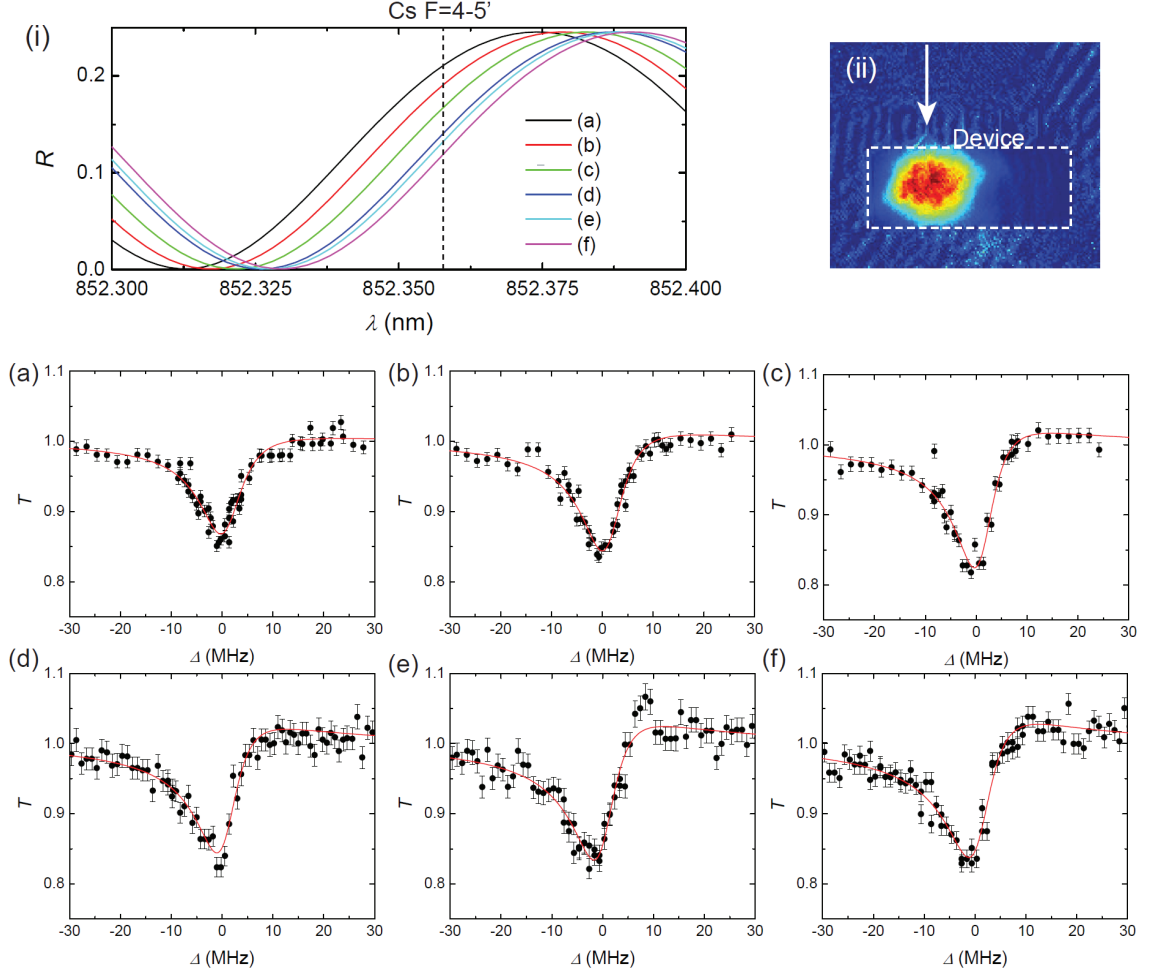 Cs F=4-5'
(i)
0.2
0.1
0.0
R
852.300
852.325
852.350
852.375
852.400
λ (nm)
(a)
(b)
(c)
(d)
(e)
(f)
(ii)
Device
(a)
1.1
1.0
0.9
0.8
T
-30 -20 -10 0 10 20 30
Δ (MHz)
(b)
1.1
1.0
0.9
0.8
T
-30 -20 -10 0 10 20 30
Δ (MHz)
(c)
1.1
1.0
0.9
0.8
T
-30 -20 -10 0 10 20 30
Δ (MHz)
(d)
1.1
1.0
0.9
0.8
T
-30 -20 -10 0 10 20 30
Δ (MHz)
(e)
1.1
1.0
0.9
0.8
T
-30 -20 -10 0 10 20 30
Δ (MHz)
(f)
1.1
1.0
0.9
0.8
T
-30 -20 -10 0 10 20 30
Δ (MHz)